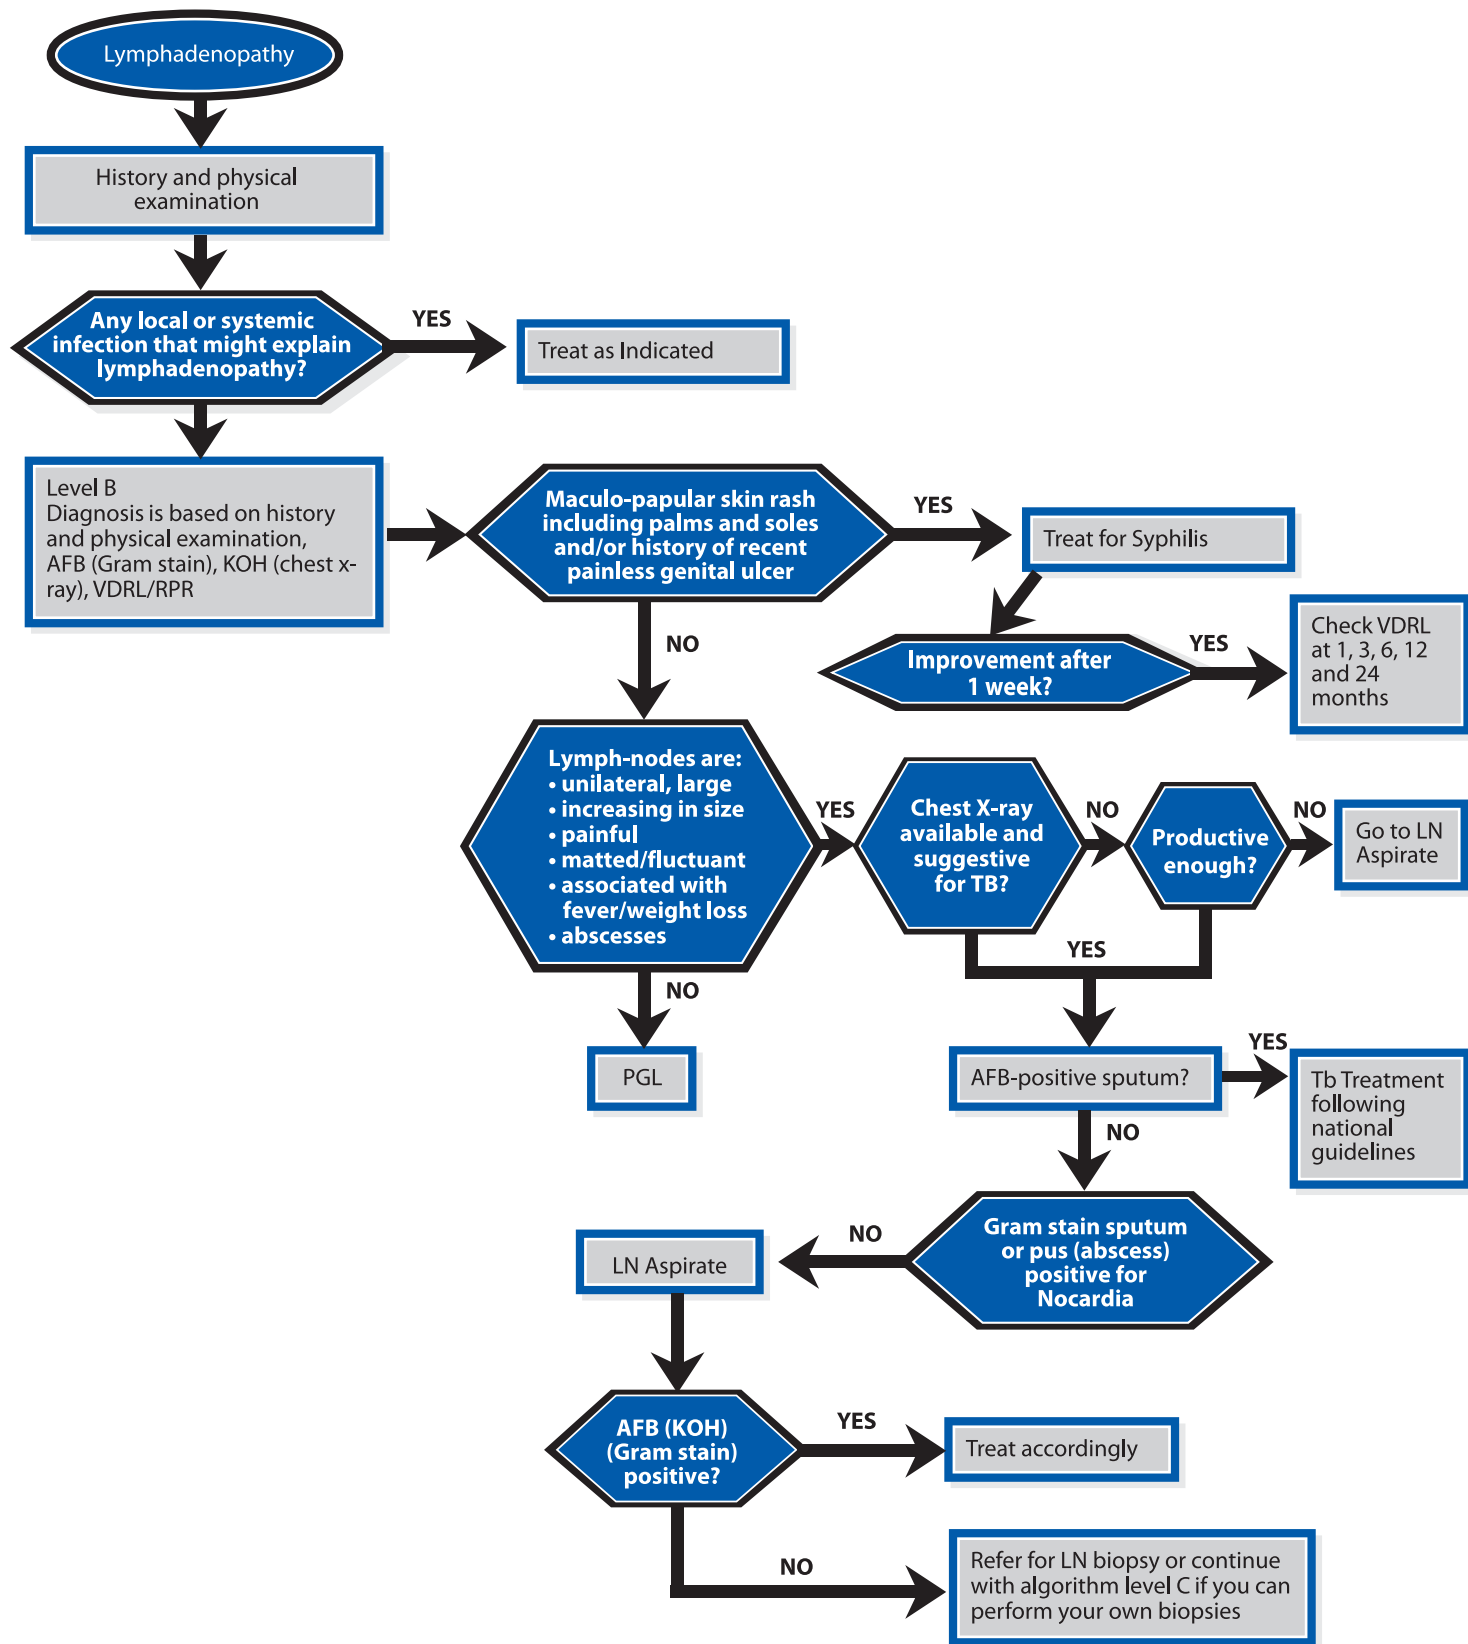 Lymphadenopathy
History and physical
examination
Any local or systemic
infection that might explain
lymphadenopathy?
YES
Treat as Indicated
Level B
Diagnosis is based on history
and physical examination,
AFB (Gram stain), KOH (chest x-
ray), VDRL/RPR
Maculo-papular skin rash
including palms and soles
and/or history of recent
painless genital ulcer
YES
Treat for Syphilis
NO
Improvement after
1 week?
YES
Check VDRL
at 1, 3, 6, 12
and 24
months
Lymph-nodes are:
• unilateral, large
• increasing in size
• painful
• matted/fluctuant
• associated with
fever/weight loss
• abscesses
YES
Chest X-ray
available and
suggestive
for TB?
NO
Productive
enough?
NO
Go to LN
Aspirate
YES
NO
PGL
AFB-positive sputum?
YES
Tb Treatment
following
national
guidelines
NO
Gram stain sputum
or pus (abscess)
positive for
Nocardia
NO
LN Aspirate
AFB (KOH)
(Gram stain)
positive?
YES
Treat accordingly
NO
Refer for LN biopsy or continue
with algorithm level C if you can
perform your own biopsies